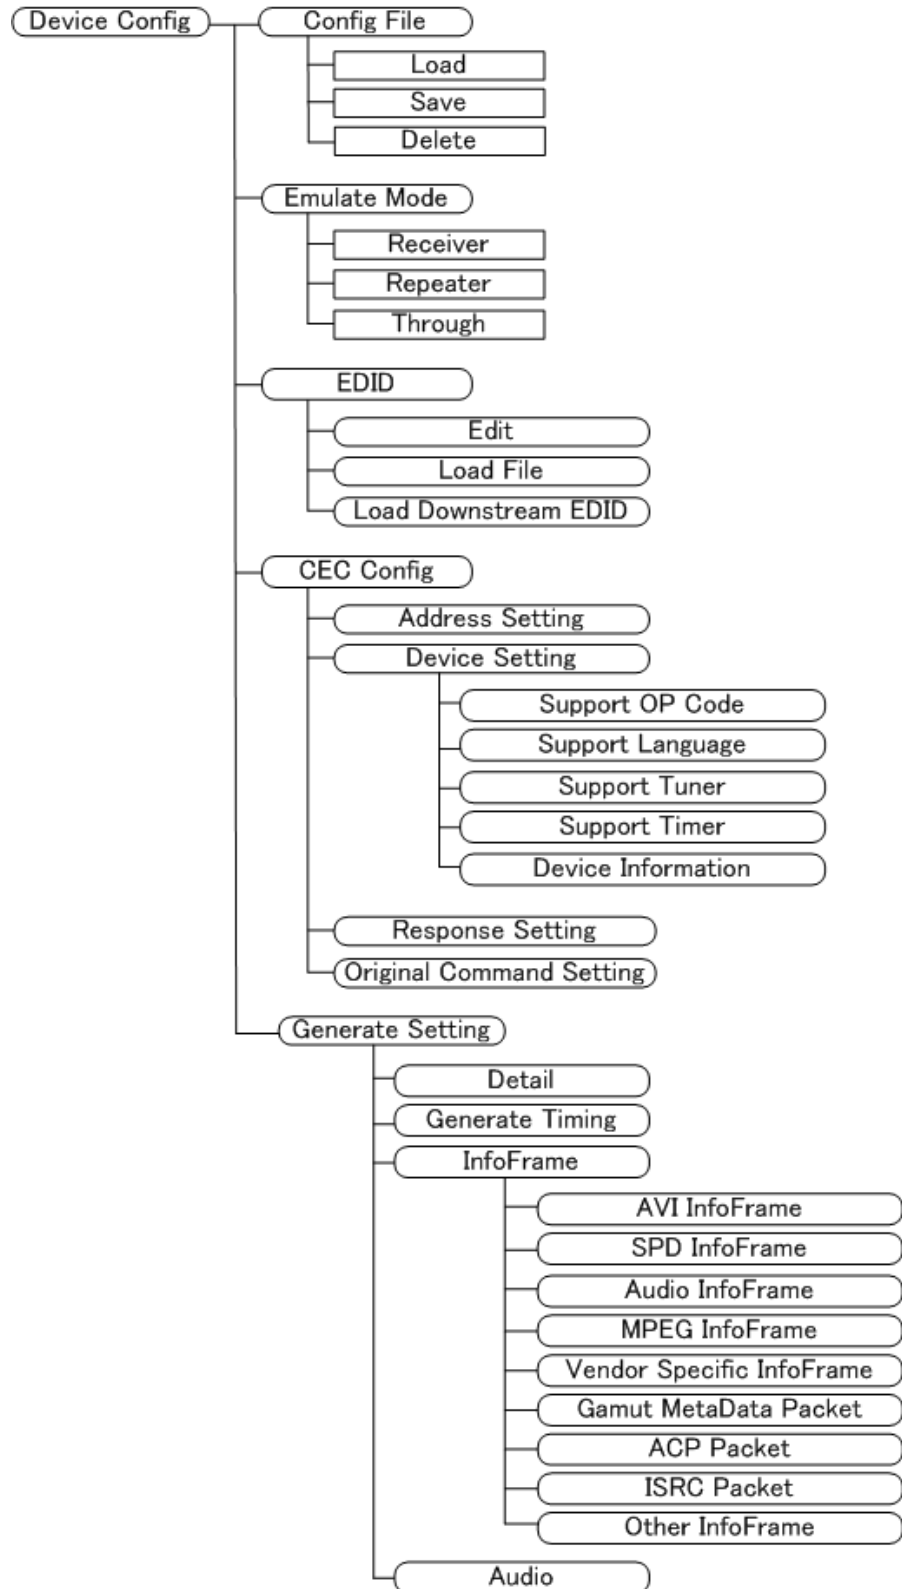 Device Config
Config File
Load
Save
Delete
Emulate Mode
Receiver
Repeater
Through
EDID
Edit
Load File
Load Downstream EDID
CEC Config
Address Setting
Device Setting
Support OP Code
Support Language
Support Tuner
Support Timer
Device Information
Response Setting
Original Command Setting
Generate Setting
Detail
Generate Timing
InfoFrame
AVI InfoFrame
SPD InfoFrame
Audio InfoFrame
MPEG InfoFrame
Vendor Specific InfoFrame
Gamut MetaData Packet
ACP Packet
ISRC Packet
Other InfoFrame
Audio